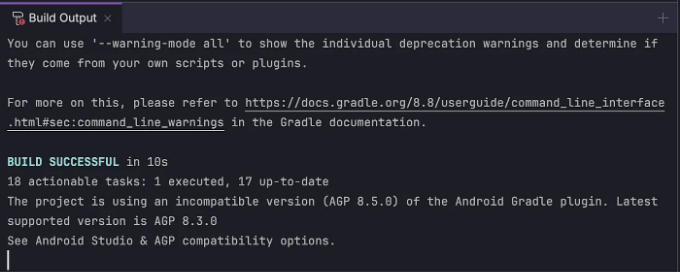 Build Output
You can use '--warning-mode all' to show the individual deprecation warnings and determine if
they come from your own scripts or plugins.
For more on this, please refer to https://docs.gradle.org/8.8/userguide/command_line_interface
.html#sec:command_line_warnings in the Gradle documentation.
BUILD SUCCESSFUL in 10s
18 actionable tasks: 1 executed, 17 up-to-date
The project is using an incompatible version (AGP 8.5.0) of the Android Gradle plugin. Latest
supported version is AGP 8.3.0
See Android Studio & AGP compatibility options.